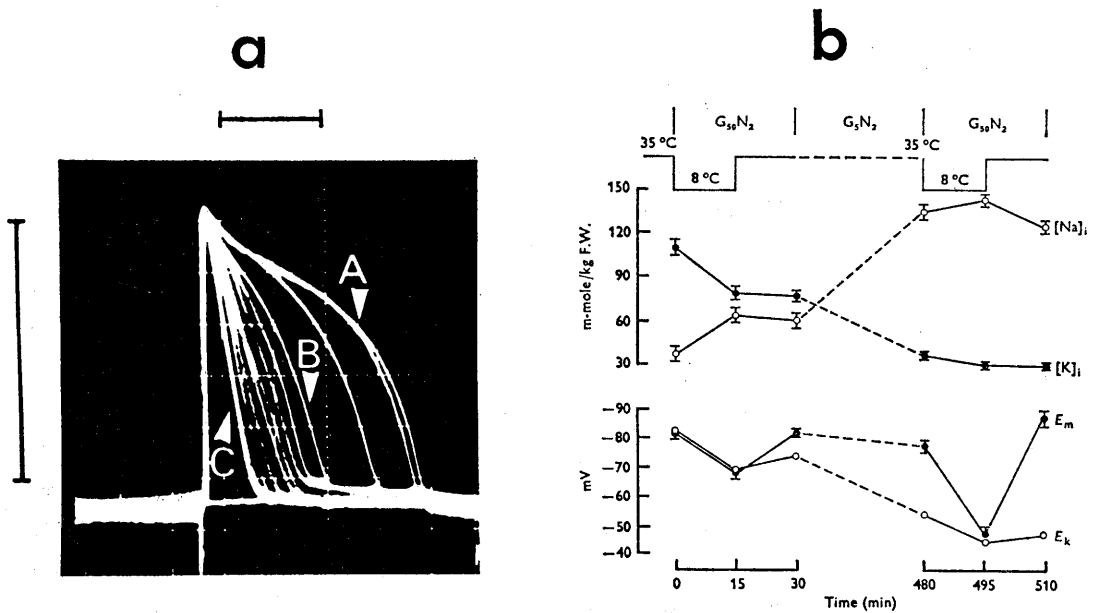 a
A
B
C
b
G₅₀N₂ G₅N₂ G₅₀N₂
35 °C 35 °C
8 °C 8 °C
150
120
90
60
30
m-mole/kg F.W.
[Na]ᵢ
[K]ᵢ
−90
−80
−70
−60
−50
−40
mV
Eₘ
Eₖ
0 15 30 480 495 510
Time (min)